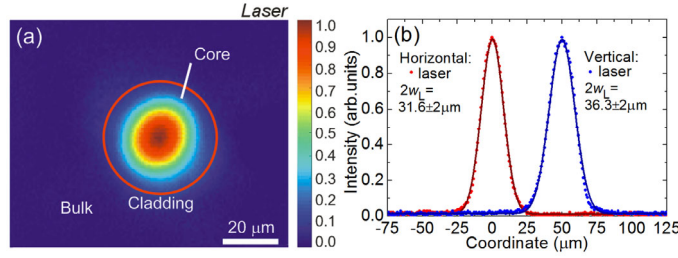 Laser
(a)
Core
Bulk
Cladding
20 μm
1.0
0.9
0.8
0.7
0.6
0.5
0.4
0.3
0.2
0.1
0.0
(b)
Horizontal:
laser
2wL=
31.6±2μm
Vertical:
laser
2wL=
36.3±2μm
Intensity (arb.units)
1.0
0.8
0.6
0.4
0.2
0.0
-75 -50 -25 0 25 50 75 100 125
Coordinate (μm)